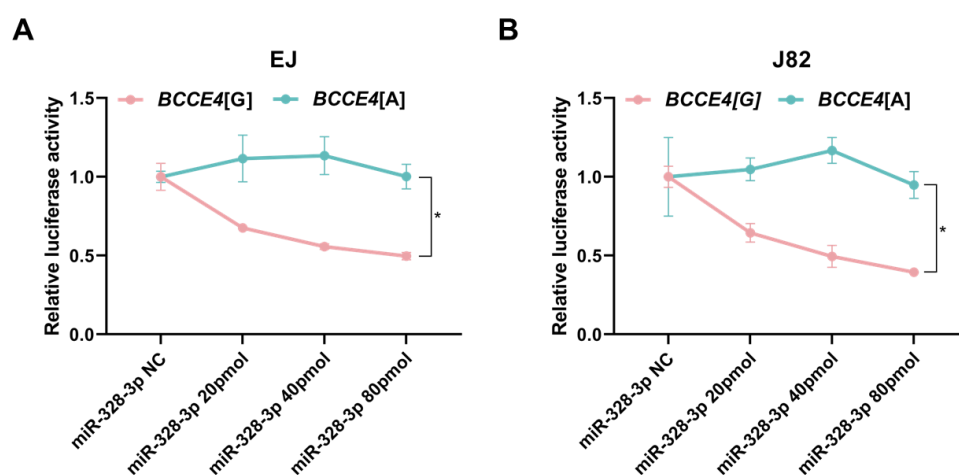 A
EJ
BCCE4[G] BCCE4[A]
Relative luciferase activity
1.5
1.0
0.5
0.0
*
miR-328-3p NC
miR-328-3p 20pmol
miR-328-3p 40pmol
miR-328-3p 80pmol
B
J82
BCCE4[G] BCCE4[A]
Relative luciferase activity
1.5
1.0
0.5
0.0
*
miR-328-3p NC
miR-328-3p 20pmol
miR-328-3p 40pmol
miR-328-3p 80pmol